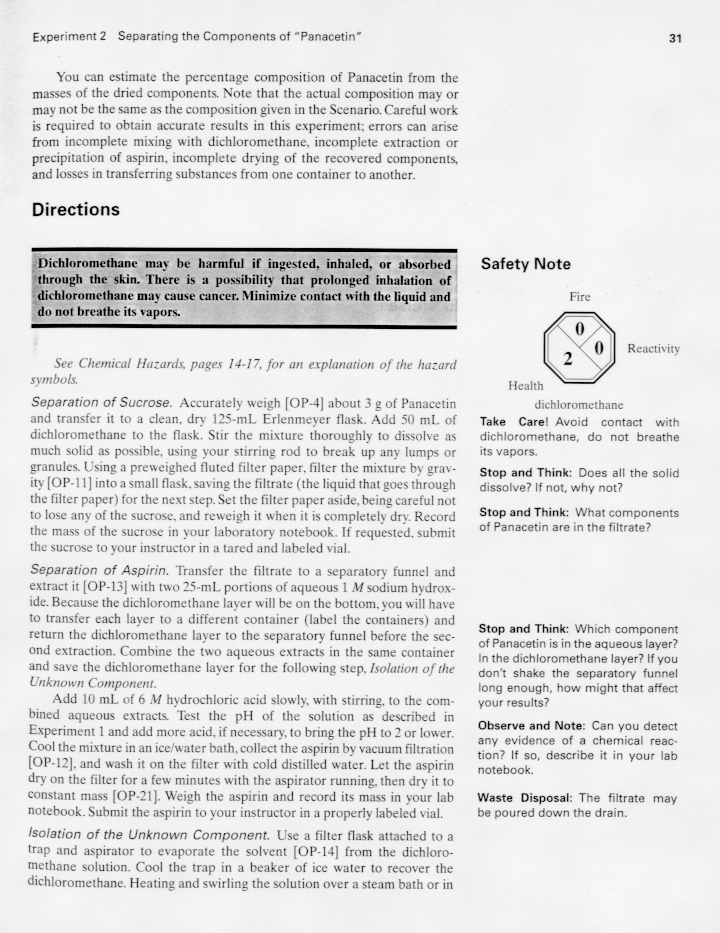 Experiment 2 Separating the Components of "Panacetin"
31
You can estimate the percentage composition of Panacetin from the
masses of the dried components. Note that the actual composition may or
may not be the same as the composition given in the Scenario. Careful work
is required to obtain accurate results in this experiment; errors can arise
from incomplete mixing with dichloromethane, incomplete extraction or
precipitation of aspirin, incomplete drying of the recovered components,
and losses in transferring substances from one container to another.
Directions
Dichloromethane may be harmful if ingested, inhaled, or absorbed
through the skin. There is a possibility that prolonged inhalation of
dichloromethane may cause cancer. Minimize contact with the liquid and
do not breathe its vapors.
See Chemical Hazards, pages 14-17, for an explanation of the hazard
symbols.
Separation of Sucrose. Accurately weigh [OP-4] about 3 g of Panacetin
and transfer it to a clean, dry 125-mL Erlenmeyer flask. Add 50 mL of
dichloromethane to the flask. Stir the mixture thoroughly to dissolve as
much solid as possible, using your stirring rod to break up any lumps or
granules. Using a preweighed fluted filter paper, filter the mixture by grav-
ity [OP-11] into a small flask, saving the filtrate (the liquid that goes through
the filter paper) for the next step. Set the filter paper aside, being careful not
to lose any of the sucrose, and reweigh it when it is completely dry. Record
the mass of the sucrose in your laboratory notebook. If requested, submit
the sucrose to your instructor in a tared and labeled vial.
Separation of Aspirin. Transfer the filtrate to a separatory funnel and
extract it [OP-13] with two 25-mL portions of aqueous 1 M sodium hydrox-
ide. Because the dichloromethane layer will be on the bottom, you will have
to transfer each layer to a different container (label the containers) and
return the dichloromethane layer to the separatory funnel before the sec-
ond extraction. Combine the two aqueous extracts in the same container
and save the dichloromethane layer for the following step, Isolation of the
Unknown Component.
Add 10 mL of 6 M hydrochloric acid slowly, with stirring, to the com-
bined aqueous extracts. Test the pH of the solution as described in
Experiment 1 and add more acid, if necessary, to bring the pH to 2 or lower.
Cool the mixture in an ice/water bath, collect the aspirin by vacuum filtration
[OP-12], and wash it on the filter with cold distilled water. Let the aspirin
dry on the filter for a few minutes with the aspirator running, then dry it to
constant mass [OP-21]. Weigh the aspirin and record its mass in your lab
notebook. Submit the aspirin to your instructor in a properly labeled vial.
Isolation of the Unknown Component. Use a filter flask attached to a
trap and aspirator to evaporate the solvent [OP-14] from the dichloro-
methane solution. Cool the trap in a beaker of ice water to recover the
dichloromethane. Heating and swirling the solution over a steam bath or in
Safety Note
Fire
0
2
0
Reactivity
Health
dichloromethane
Take Care! Avoid contact with
dichloromethane, do not breathe
its vapors.
Stop and Think: Does all the solid
dissolve? If not, why not?
Stop and Think: What components
of Panacetin are in the filtrate?
Stop and Think: Which component
of Panacetin is in the aqueous layer?
In the dichloromethane layer? If you
don't shake the separatory funnel
long enough, how might that affect
your results?
Observe and Note: Can you detect
any evidence of a chemical reac-
tion? If so, describe it in your lab
notebook.
Waste Disposal: The filtrate may
be poured down the drain.